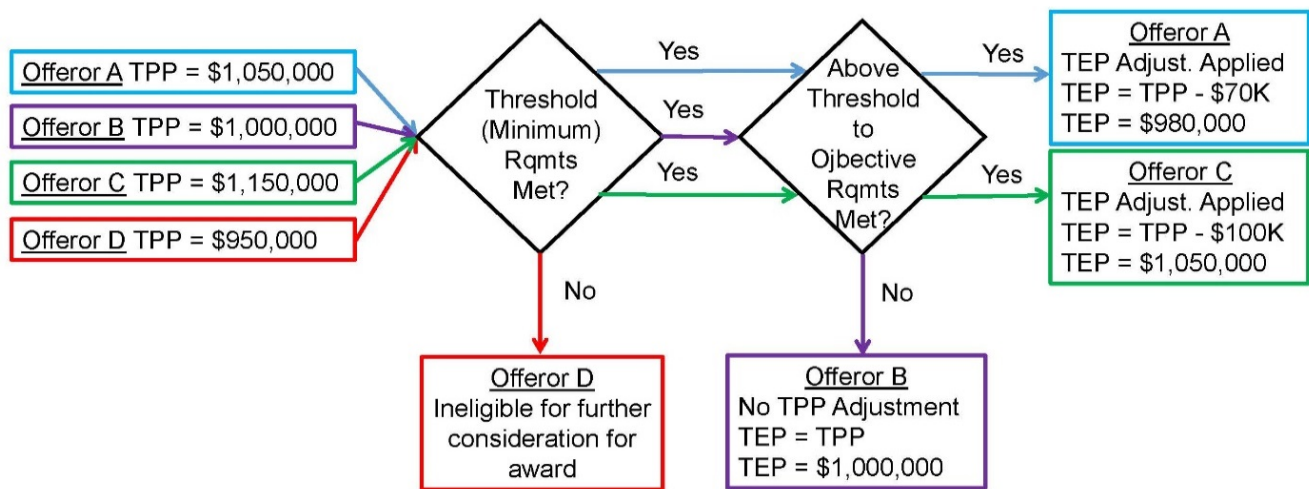 Offeror A TPP = $1,050,000
Offeror B TPP = $1,000,000
Offeror C TPP = $1,150,000
Offeror D TPP = $950,000
Threshold
(Minimum)
Rqmts
Met?
Yes
Yes
Yes
No
Above
Threshold
to
Ojbective
Rqmts
Met?
Yes
Yes
No
Offeror A
TEP Adjust. Applied
TEP = TPP - $70K
TEP = $980,000
Offeror C
TEP Adjust. Applied
TEP = TPP - $100K
TEP = $1,050,000
Offeror D
Ineligible for further
consideration for
award
Offeror B
No TPP Adjustment
TEP = TPP
TEP = $1,000,000